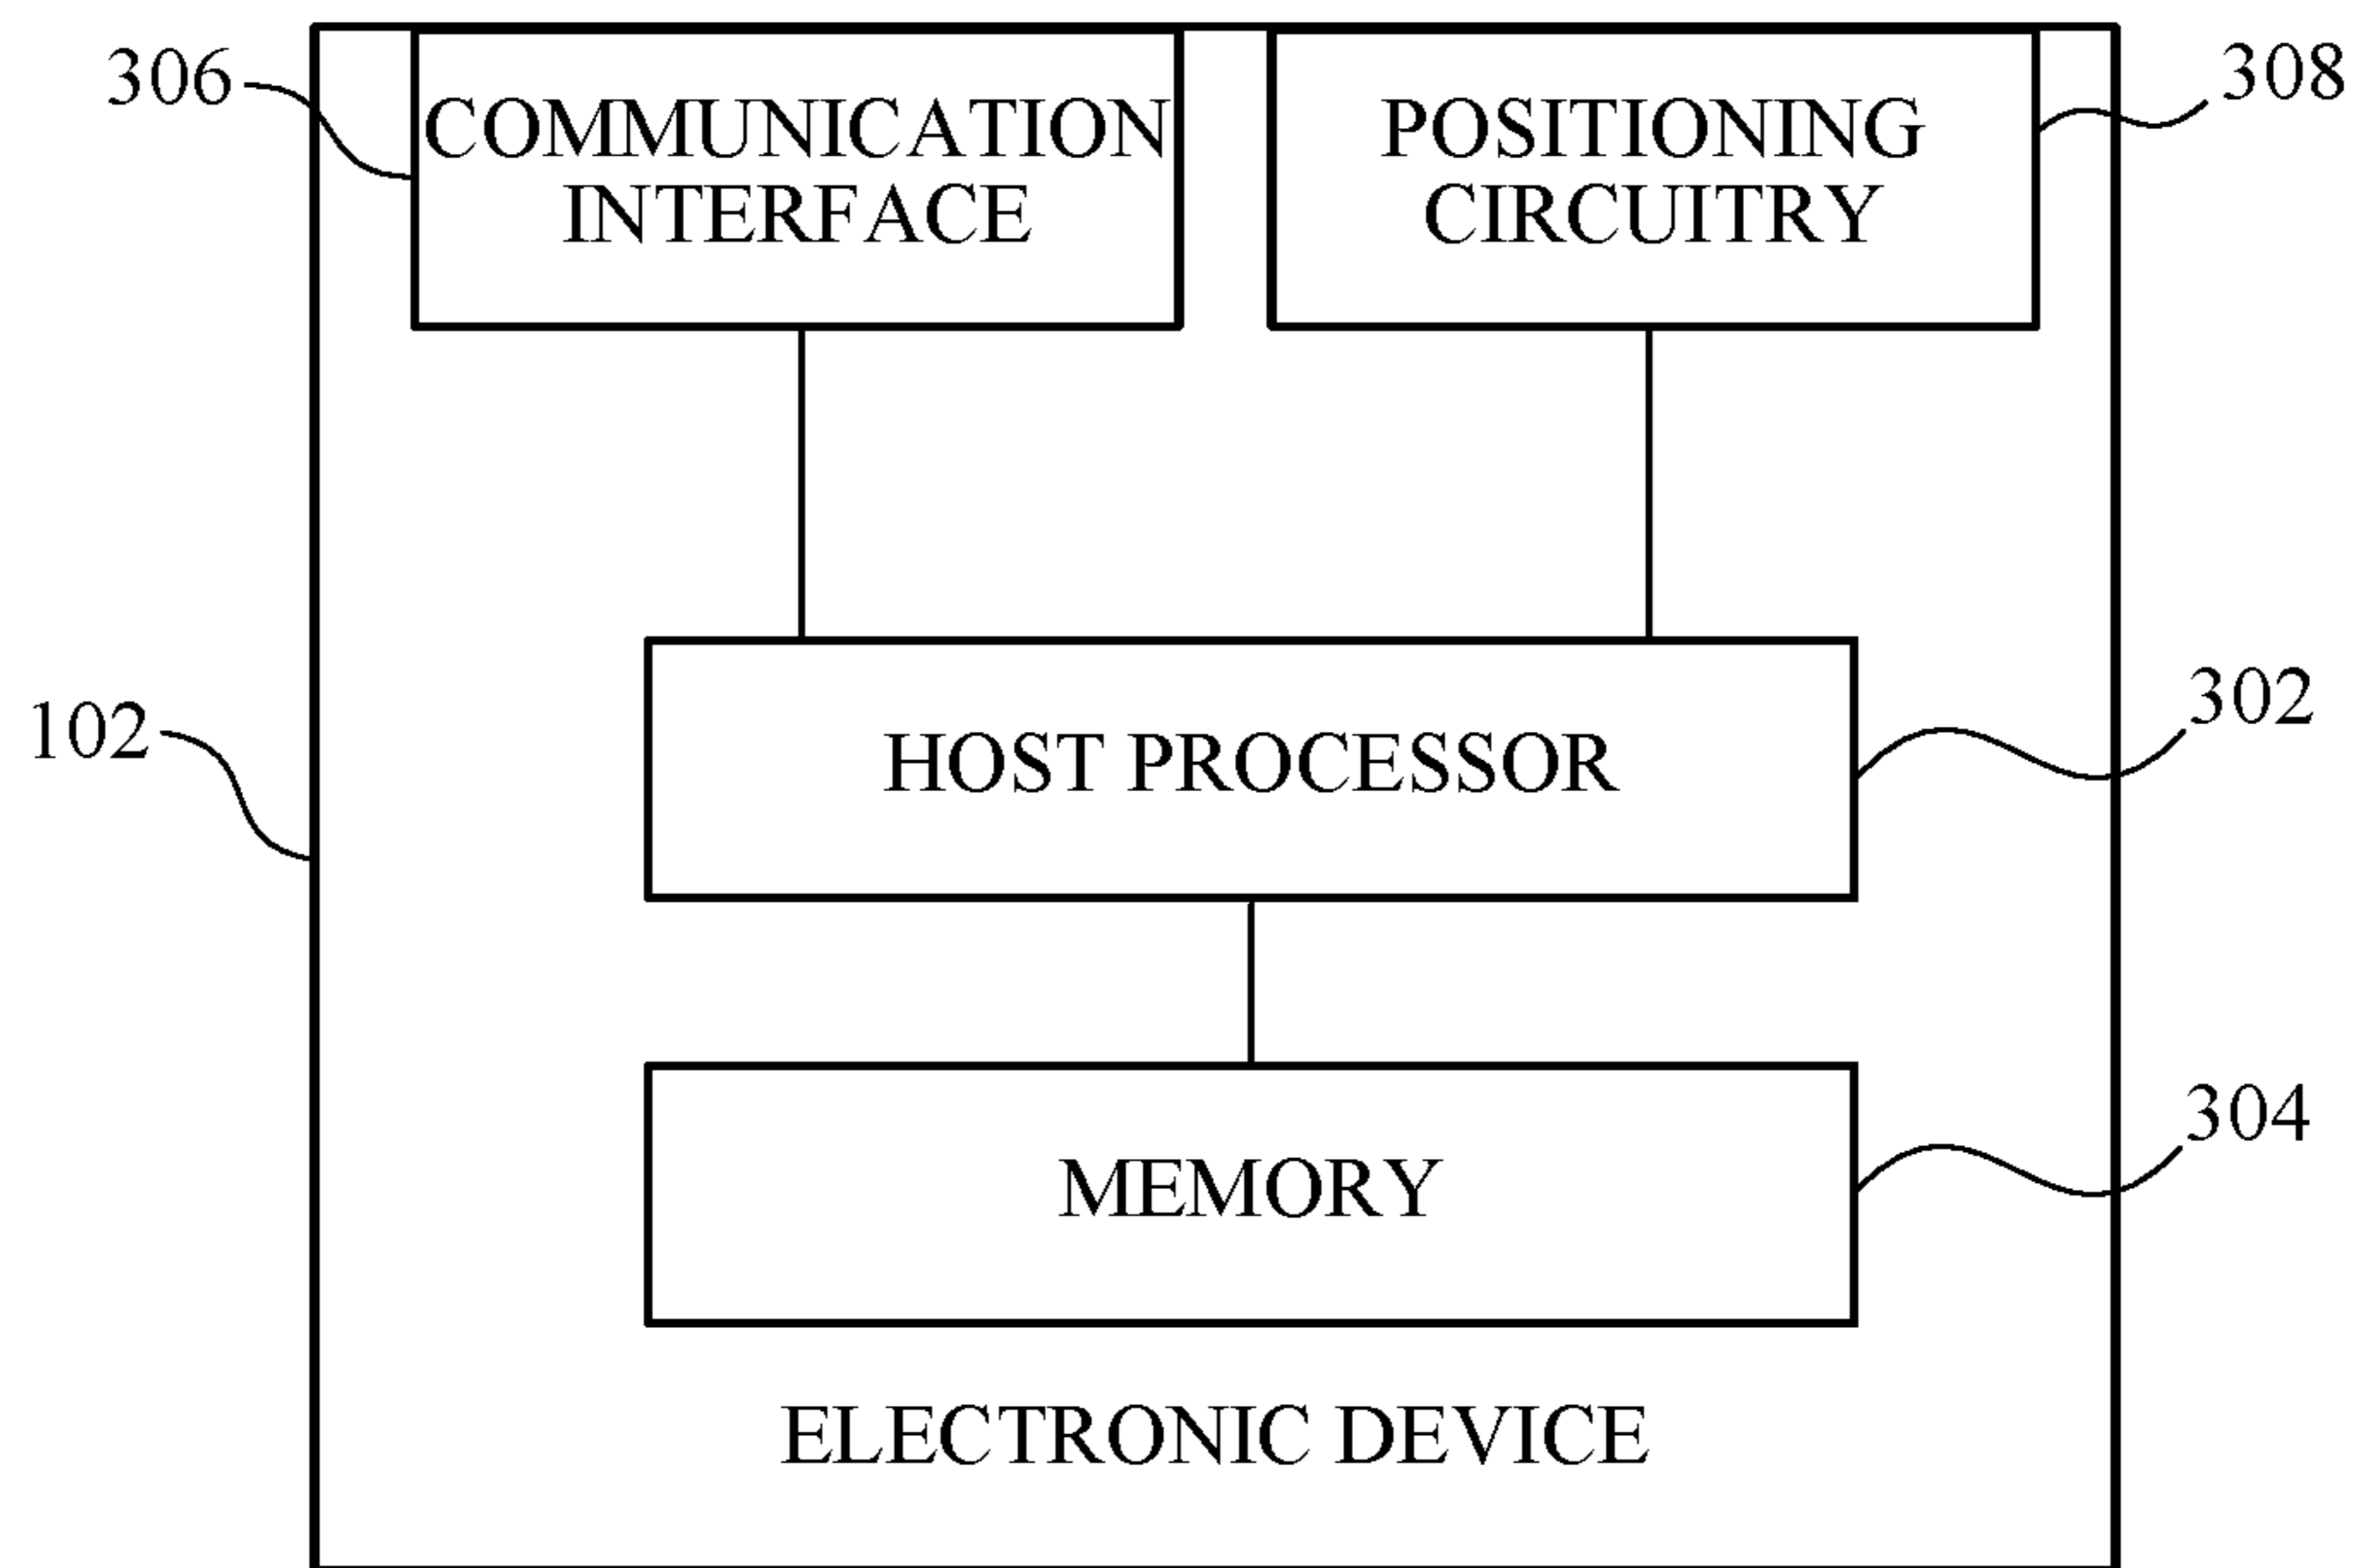 306
308
COMMUNICATION
INTERFACE
POSITIONING
CIRCUITRY
302
102
HOST PROCESSOR
304
MEMORY
ELECTRONIC DEVICE